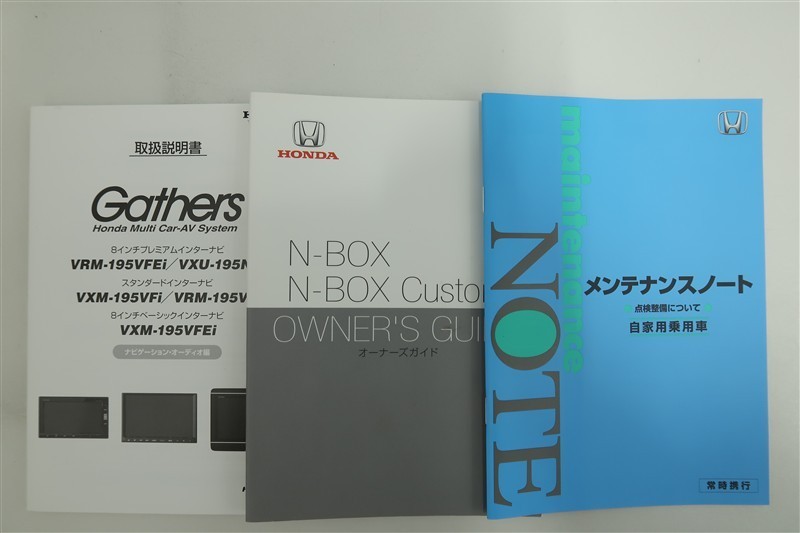 取扱説明書
Gathers
Honda Multi Car-AV System
8インチプレミアムインターナビ
VRM-195VFEi/VXU-195N
スタンダードインターナビ
VXM-195VFi/VRM-195V
8インチベーシックインターナビ
VXM-195VFEi
ナビゲーション・オーディオ編
HONDA
N-BOX
N-BOX Custo
OWNER'S GUI
オーナーズガイド
maintenance
NOTE
メンテナンスノート
点検整備について
自家用乗用車
常時携行